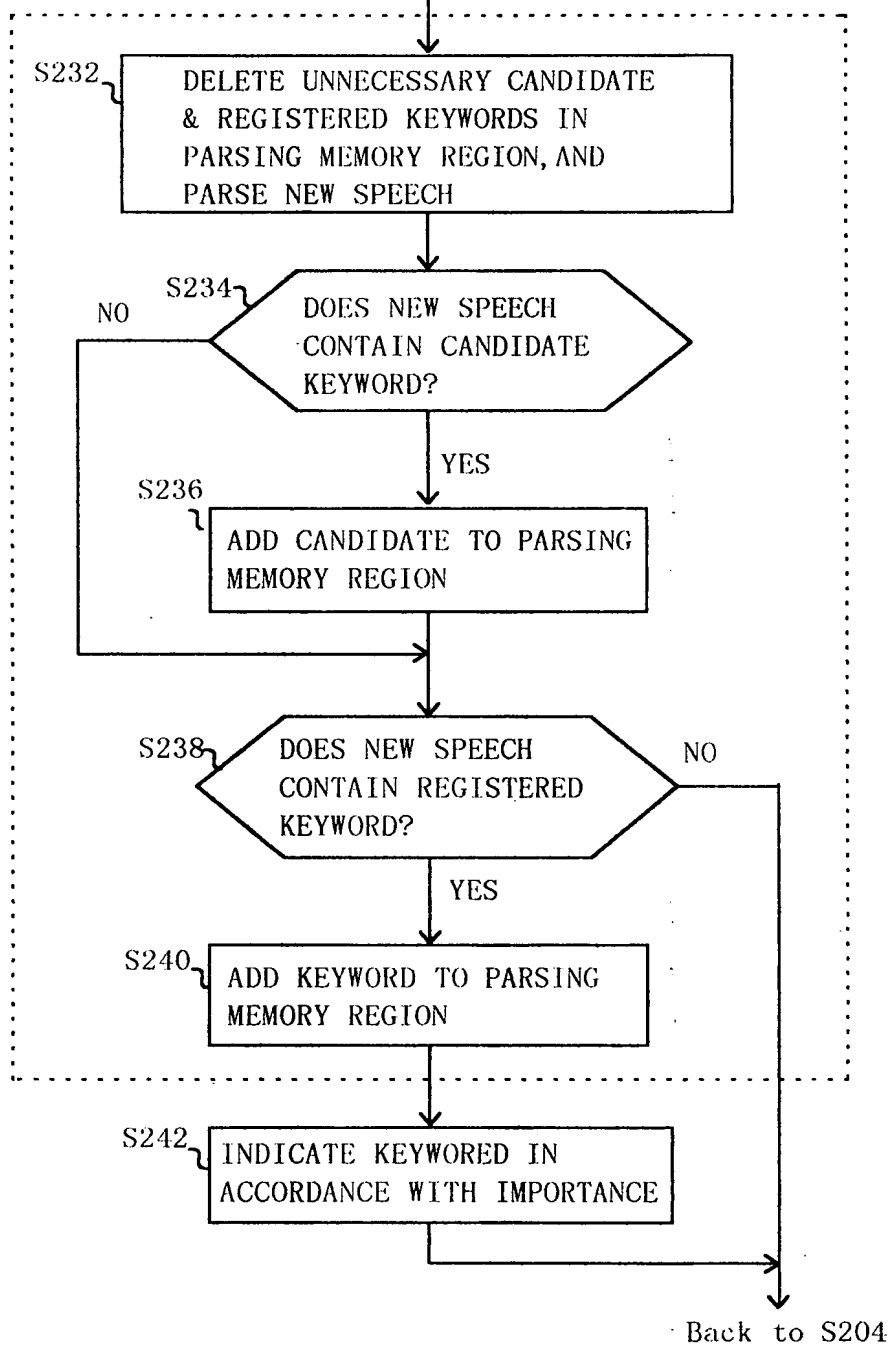 S232
DELETE UNNECESSARY CANDIDATE
& REGISTERED KEYWORDS IN
PARSING MEMORY REGION, AND
PARSE NEW SPEECH
S234
NO
DOES NEW SPEECH
CONTAIN CANDIDATE
KEYWORD?
YES
S236
ADD CANDIDATE TO PARSING
MEMORY REGION
S238
DOES NEW SPEECH
CONTAIN REGISTERED
KEYWORD?
NO
YES
S240
ADD KEYWORD TO PARSING
MEMORY REGION
S242
INDICATE KEYWORED IN
ACCORDANCE WITH IMPORTANCE
Back to S204